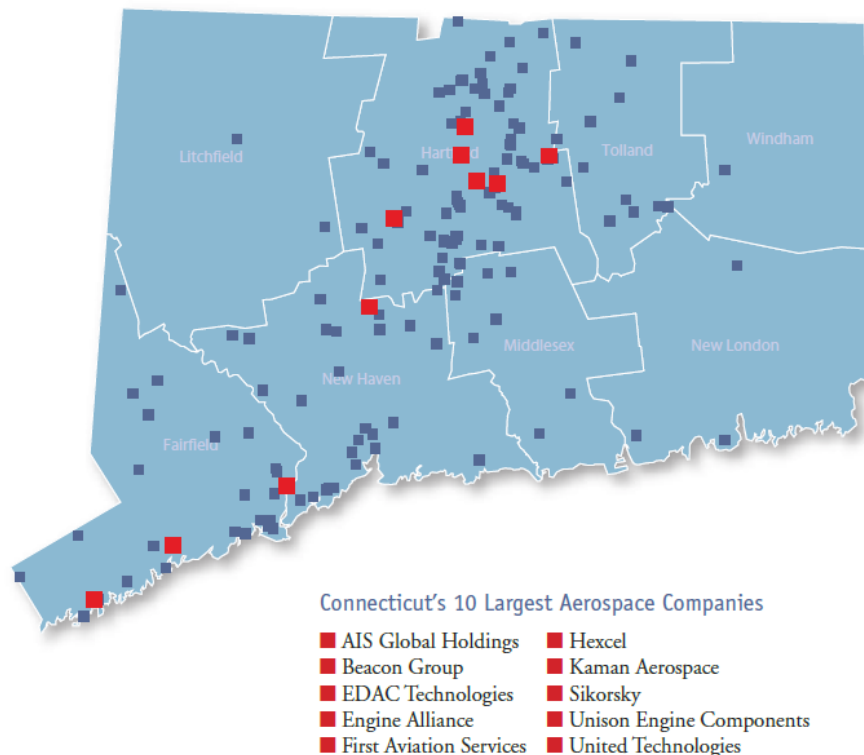 Litchfield
Hartford
Tolland
Windham
New Haven
Middlesex
New London
Fairfield
Connecticut's 10 Largest Aerospace Companies
AIS Global Holdings
Beacon Group
EDAC Technologies
Engine Alliance
First Aviation Services
Hexcel
Kaman Aerospace
Sikorsky
Unison Engine Components
United Technologies